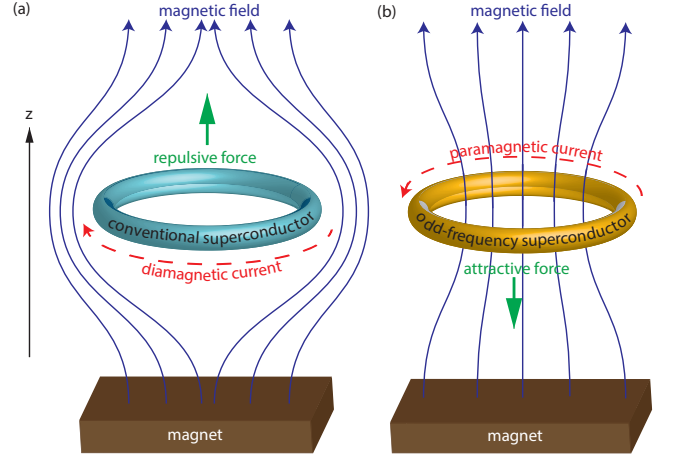 (a)
magnetic field
z
repulsive force
conventional superconductor
diamagnetic current
magnet
(b)
magnetic field
paramagnetic current
odd-frequency superconductor
attractive force
magnet